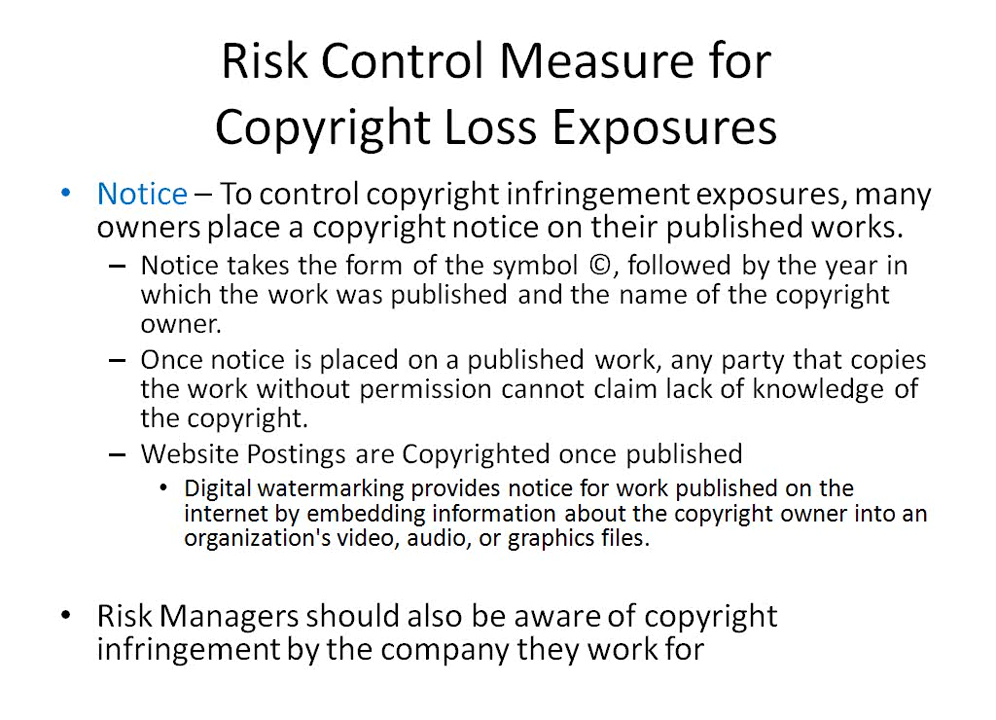 Risk Control Measure for
Copyright Loss Exposures
• Notice – To control copyright infringement exposures, many
owners place a copyright notice on their published works.
– Notice takes the form of the symbol ©, followed by the year in
which the work was published and the name of the copyright
owner.
– Once notice is placed on a published work, any party that copies
the work without permission cannot claim lack of knowledge of
the copyright.
– Website Postings are Copyrighted once published
• Digital watermarking provides notice for work published on the
internet by embedding information about the copyright owner into an
organization's video, audio, or graphics files.
• Risk Managers should also be aware of copyright
infringement by the company they work for